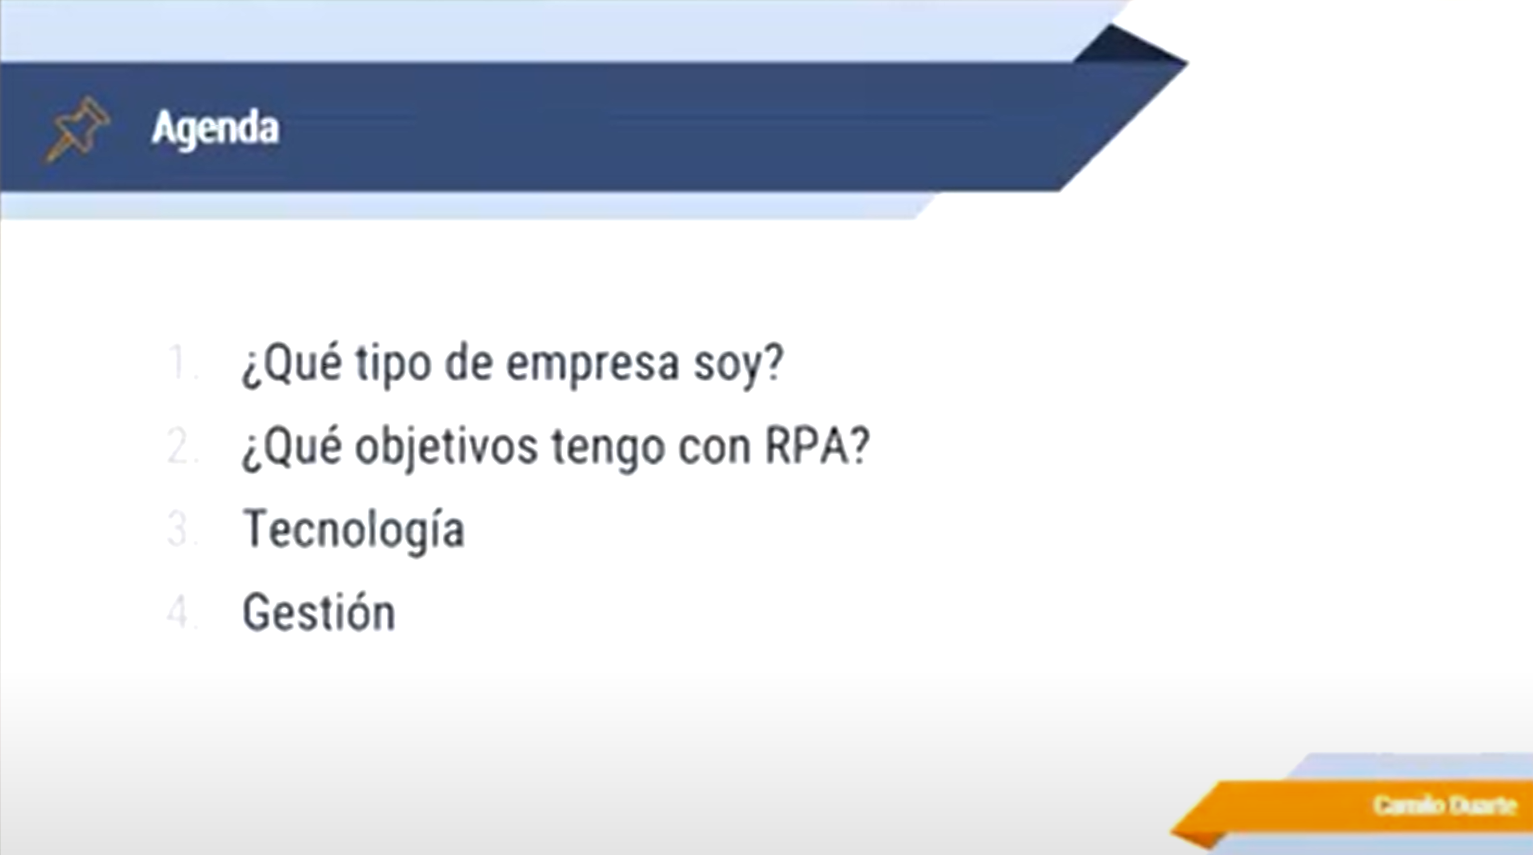 Agenda
1. ¿Qué tipo de empresa soy?
2. ¿Qué objetivos tengo con RPA?
3. Tecnología
4. Gestión
Camilo Duarte